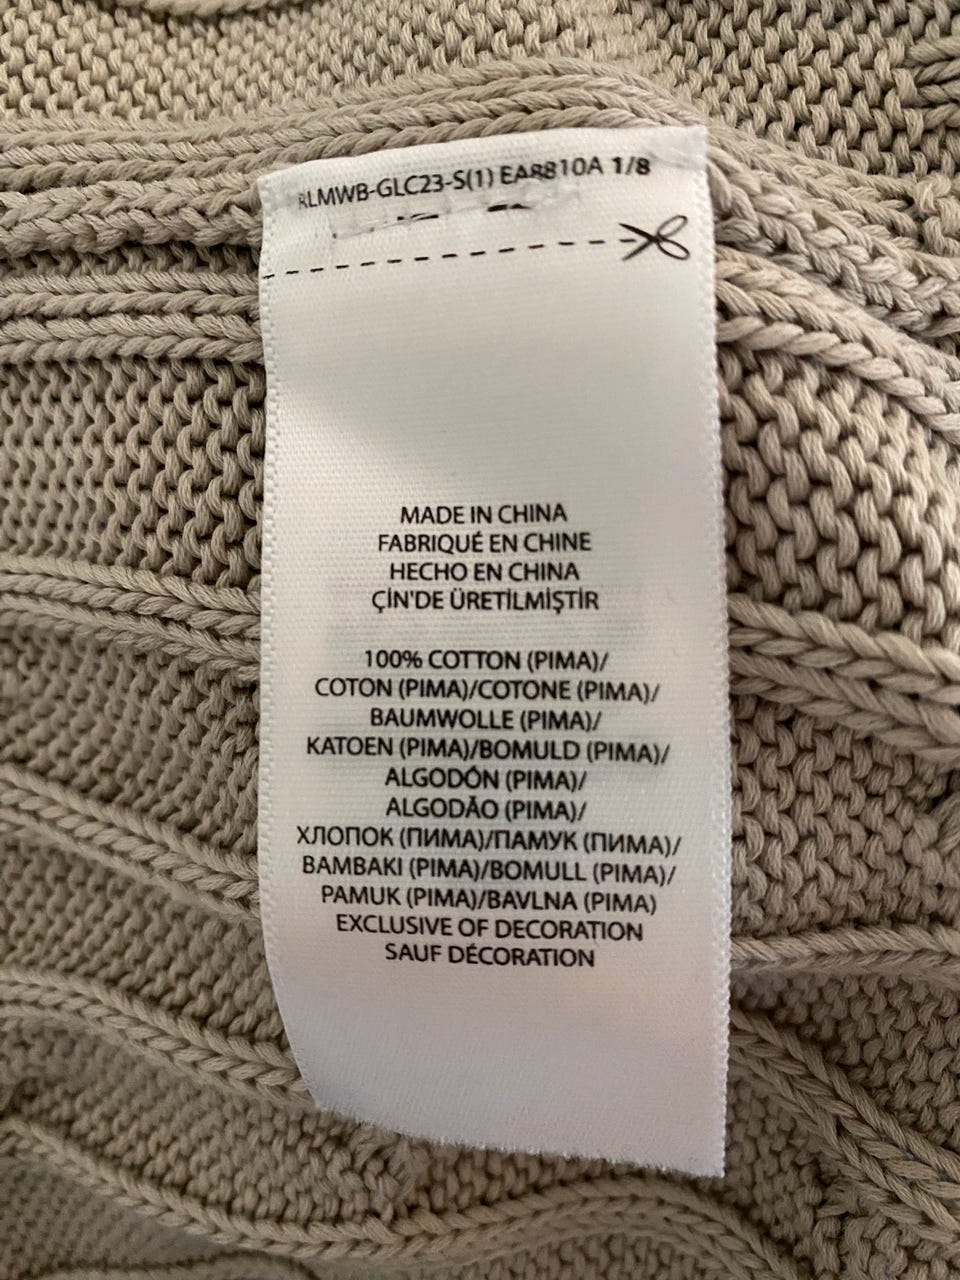 RLMWB-GLC23-S(1) EA8810A 1/8
MADE IN CHINA
FABRIQUÉ EN CHINE
HECHO EN CHINA
ÇİN'DE ÜRETİLMİŞTİR
100% COTTON (PIMA)/
COTON (PIMA)/COTONE (PIMA)/
BAUMWOLLE (PIMA)/
KATOEN (PIMA)/BOMULD (PIMA)/
ALGODÓN (PIMA)/
ALGODÃO (PIMA)/
ХЛОПОК (ПИМА)/ПАМУК (ПИМА)/
ΒΑΜΒΑΚΙ (PIMA)/BOMULL (PIMA)/
PAMUK (PIMA)/BAVLNA (PIMA)
EXCLUSIVE OF DECORATION
SAUF DÉCORATION